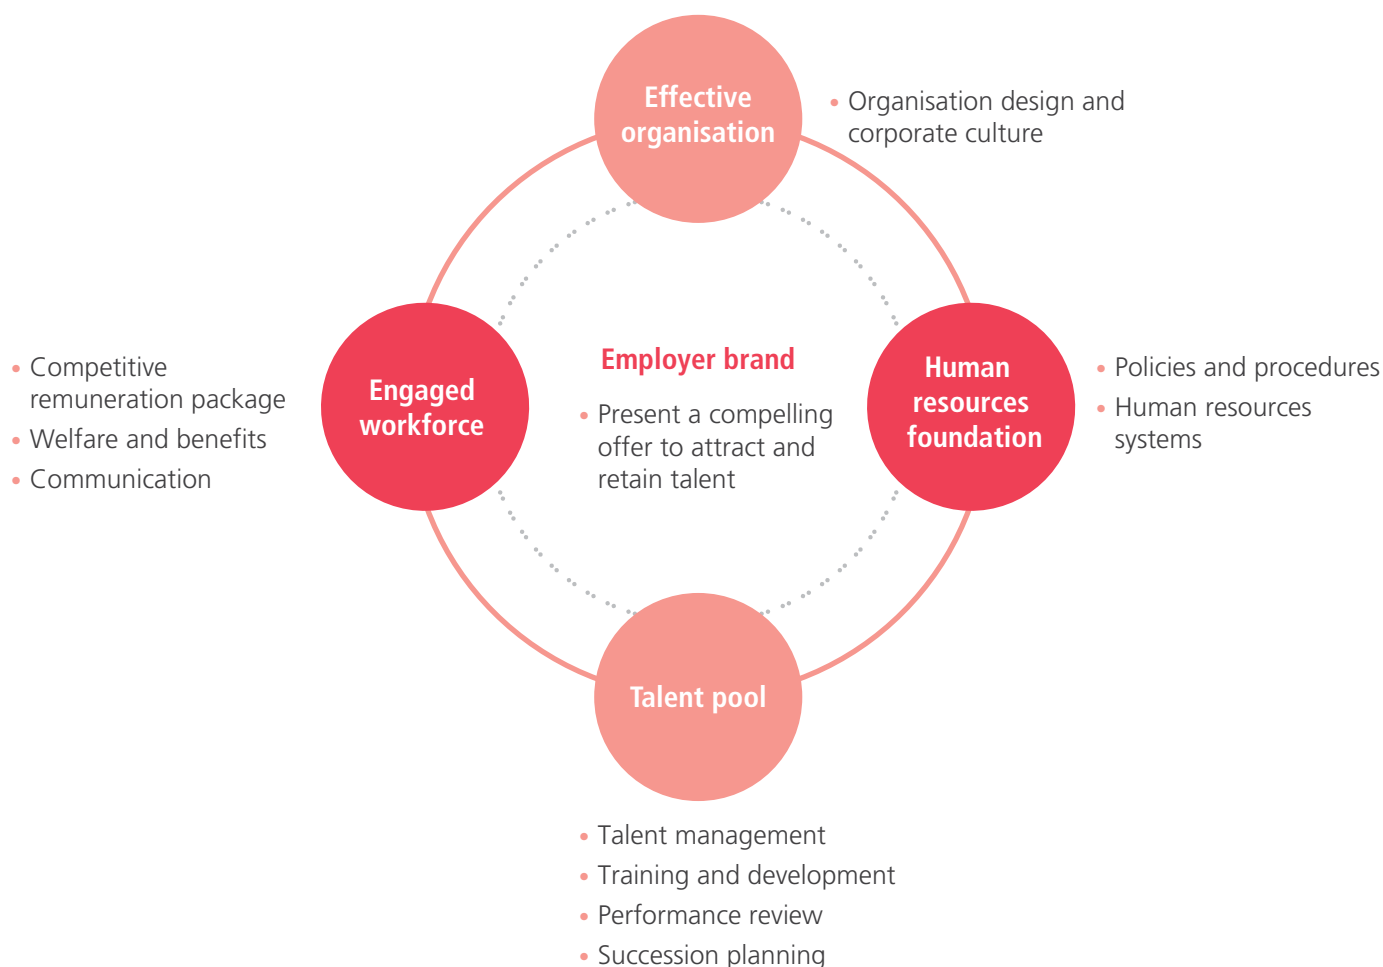 Effective
organisation
• Organisation design and
corporate culture
• Competitive
remuneration package
• Welfare and benefits
• Communication
Engaged
workforce
Employer brand
• Present a compelling
offer to attract and
retain talent
Human
resources
foundation
• Policies and procedures
• Human resources
systems
Talent pool
• Talent management
• Training and development
• Performance review
• Succession planning